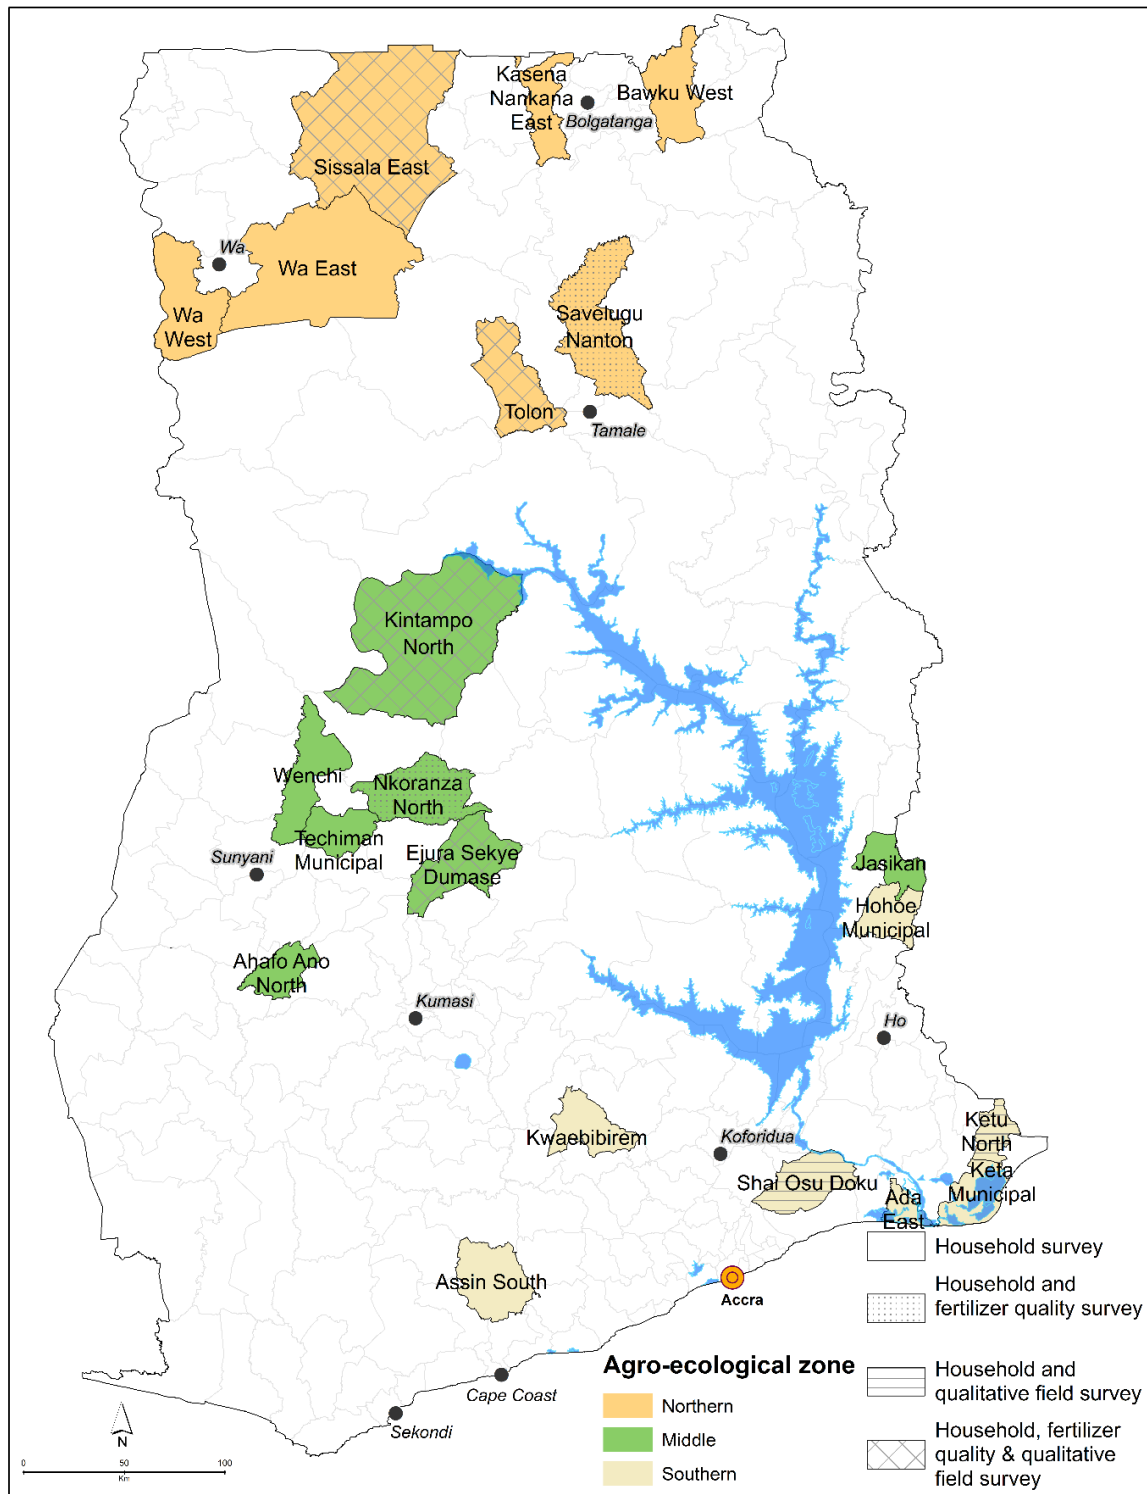 Kasena
Nankana
East
Bolgatanga
Bawku West
Sissala East
Wa
Wa East
Wa
West
Savelugu
Nanton
Tolon
Tamale
Kintampo
North
Wenchi
Nkoranza
North
Techiman
Municipal
Ejura Sekye
Dumase
Sunyani
Jasikan
Hohoe
Municipal
Ahafo Ano
North
Kumasi
Ho
Kwaebibirem
Koforidua
Ketu
North
Keta
Municipal
Shai Osu Doku
Ada
East
Assin South
Accra
Cape Coast
Sekondi
Household survey
Household and
fertilizer quality survey
Household and
qualitative field survey
Household, fertilizer
quality & qualitative
field survey
Agro-ecological zone
Northern
Middle
Southern
N
0 50 100
Km